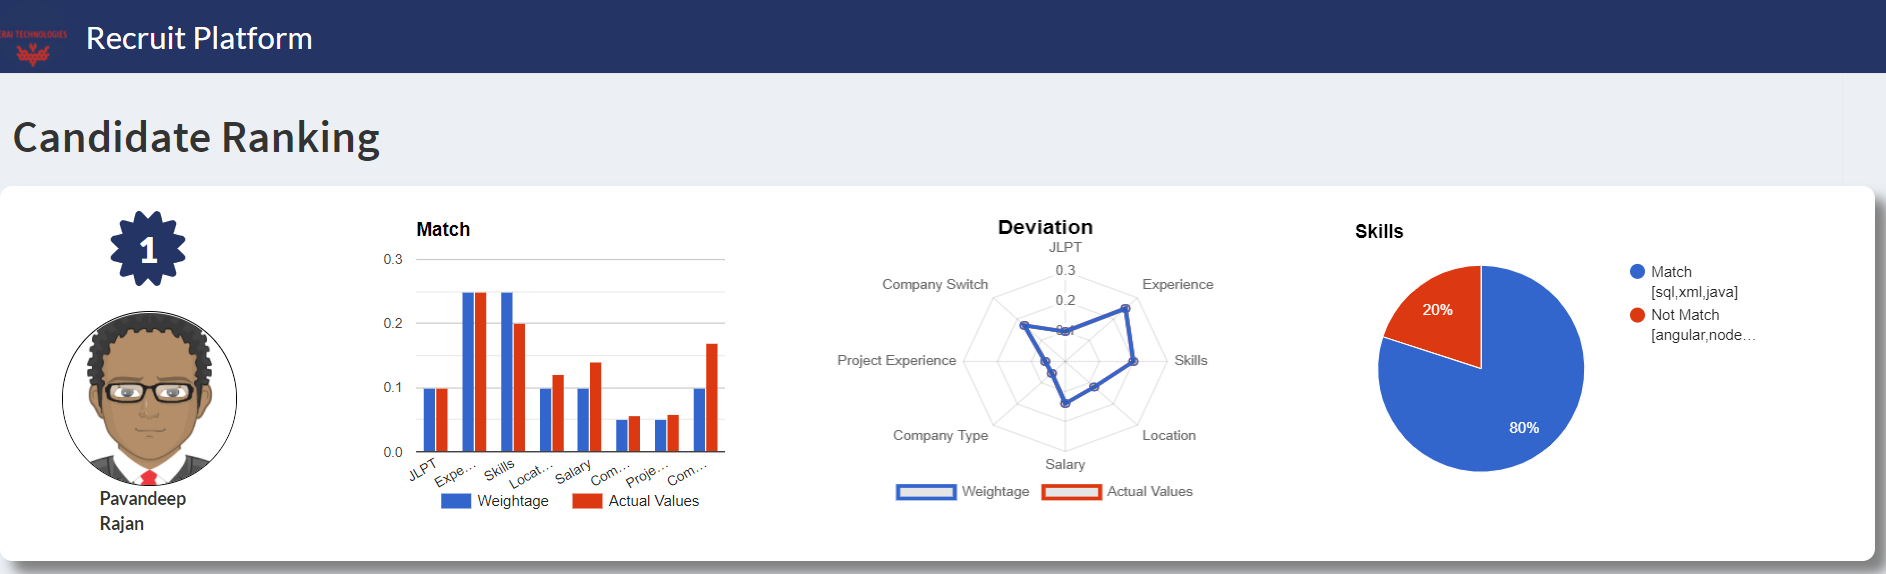 ERAI TECHNOLOGIES
Recruit Platform
Candidate Ranking
1
Pavandeep
Rajan
Match
0.3
0.2
0.1
0.0
JLPT
Expe...
Skills
Locat...
Salary
Com...
Proje...
Com...
Weightage
Actual Values
Deviation
JLPT
0.3
0.2
0.1
Company Switch
Experience
Project Experience
Skills
Company Type
Location
Salary
Weightage
Actual Values
Skills
20%
80%
Match
[sql,xml,java]
Not Match
[angular,node...